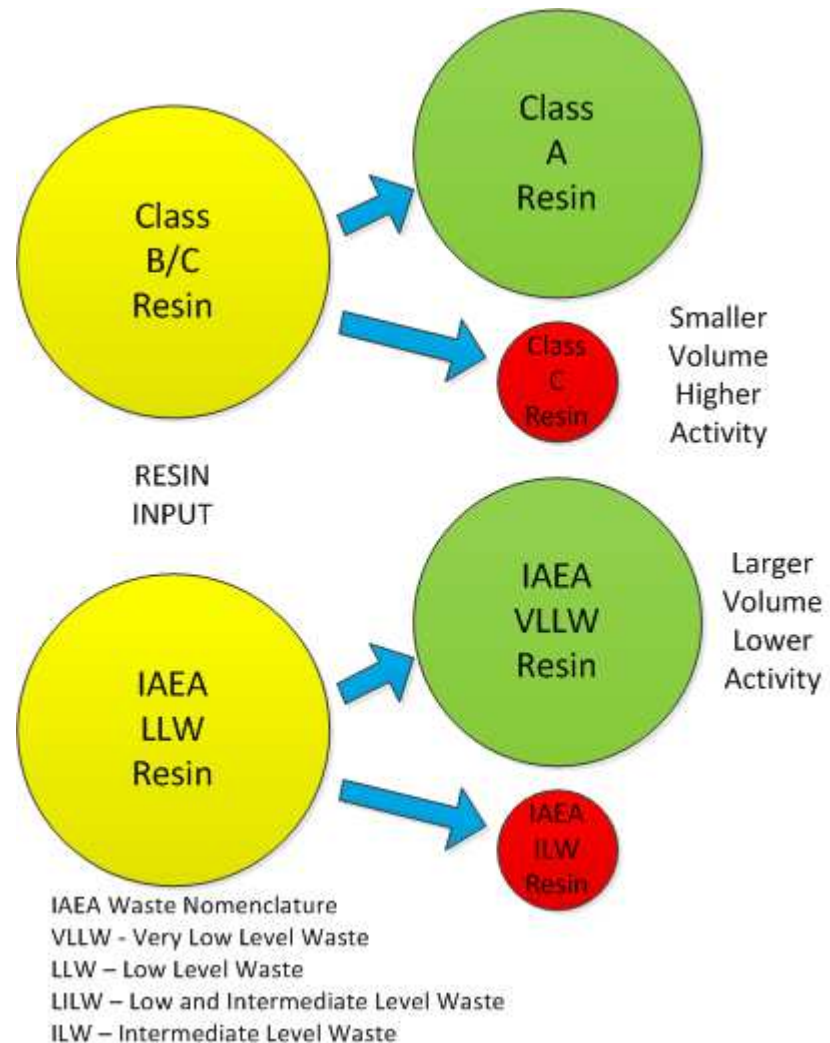 Class
B/C
Resin
Class
A
Resin
Class
C
Resin
Smaller
Volume
Higher
Activity
RESIN
INPUT
IAEA
LLW
Resin
IAEA
VLLW
Resin
Larger
Volume
Lower
Activity
IAEA
ILW
Resin
IAEA Waste Nomenclature
VLLW - Very Low Level Waste
LLW – Low Level Waste
LILW – Low and Intermediate Level Waste
ILW – Intermediate Level Waste